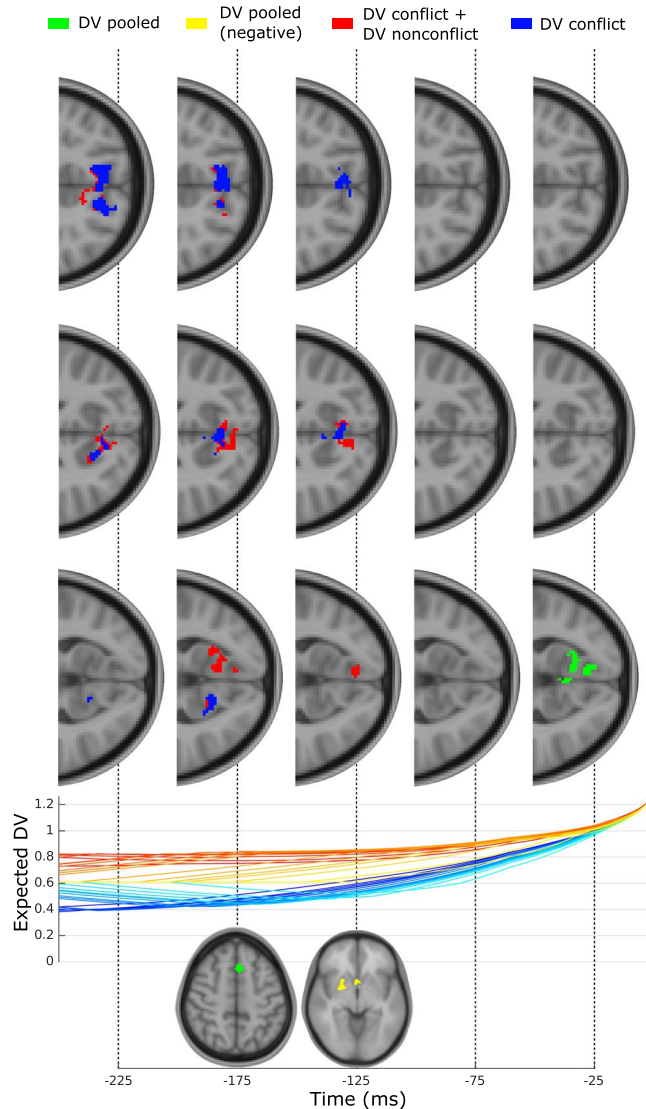 DV pooled
DV pooled
(negative)
DV conflict +
DV nonconflict
DV conflict
1.2
1
0.8
0.6
0.4
0.2
0
Expected DV
-225
-175
-125
-75
-25
Time (ms)